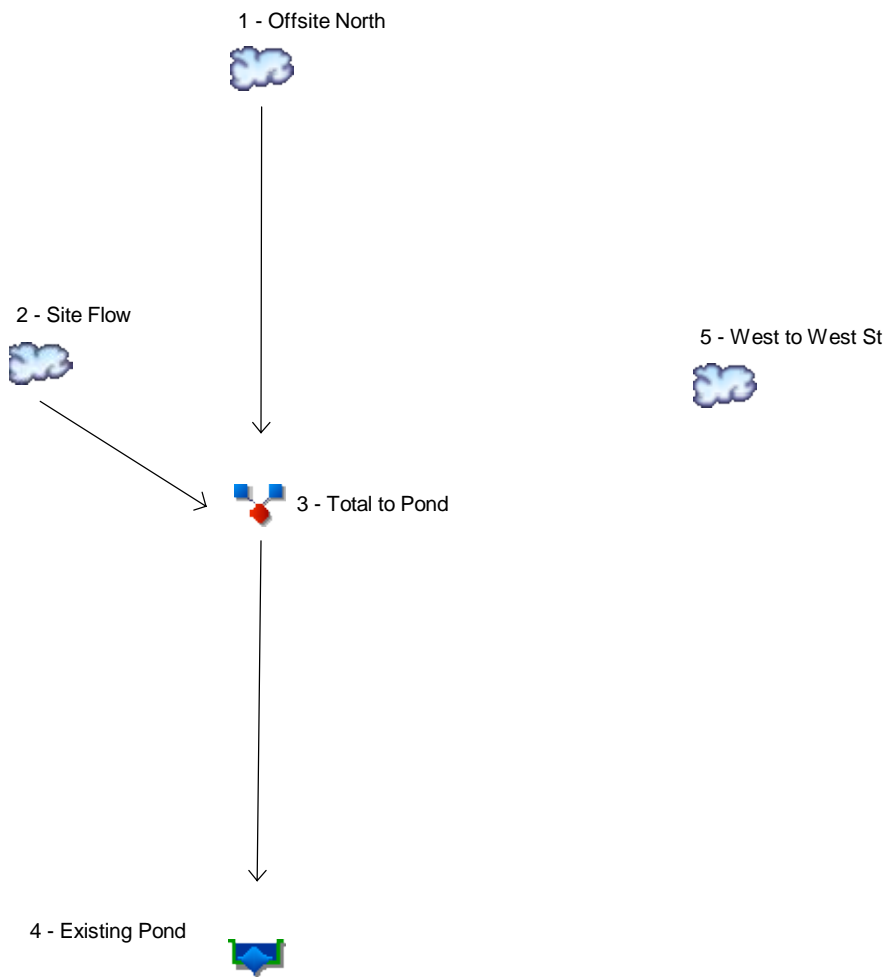 1 - Offsite North
2 - Site Flow
5 - West to West St
3 - Total to Pond
4 - Existing Pond